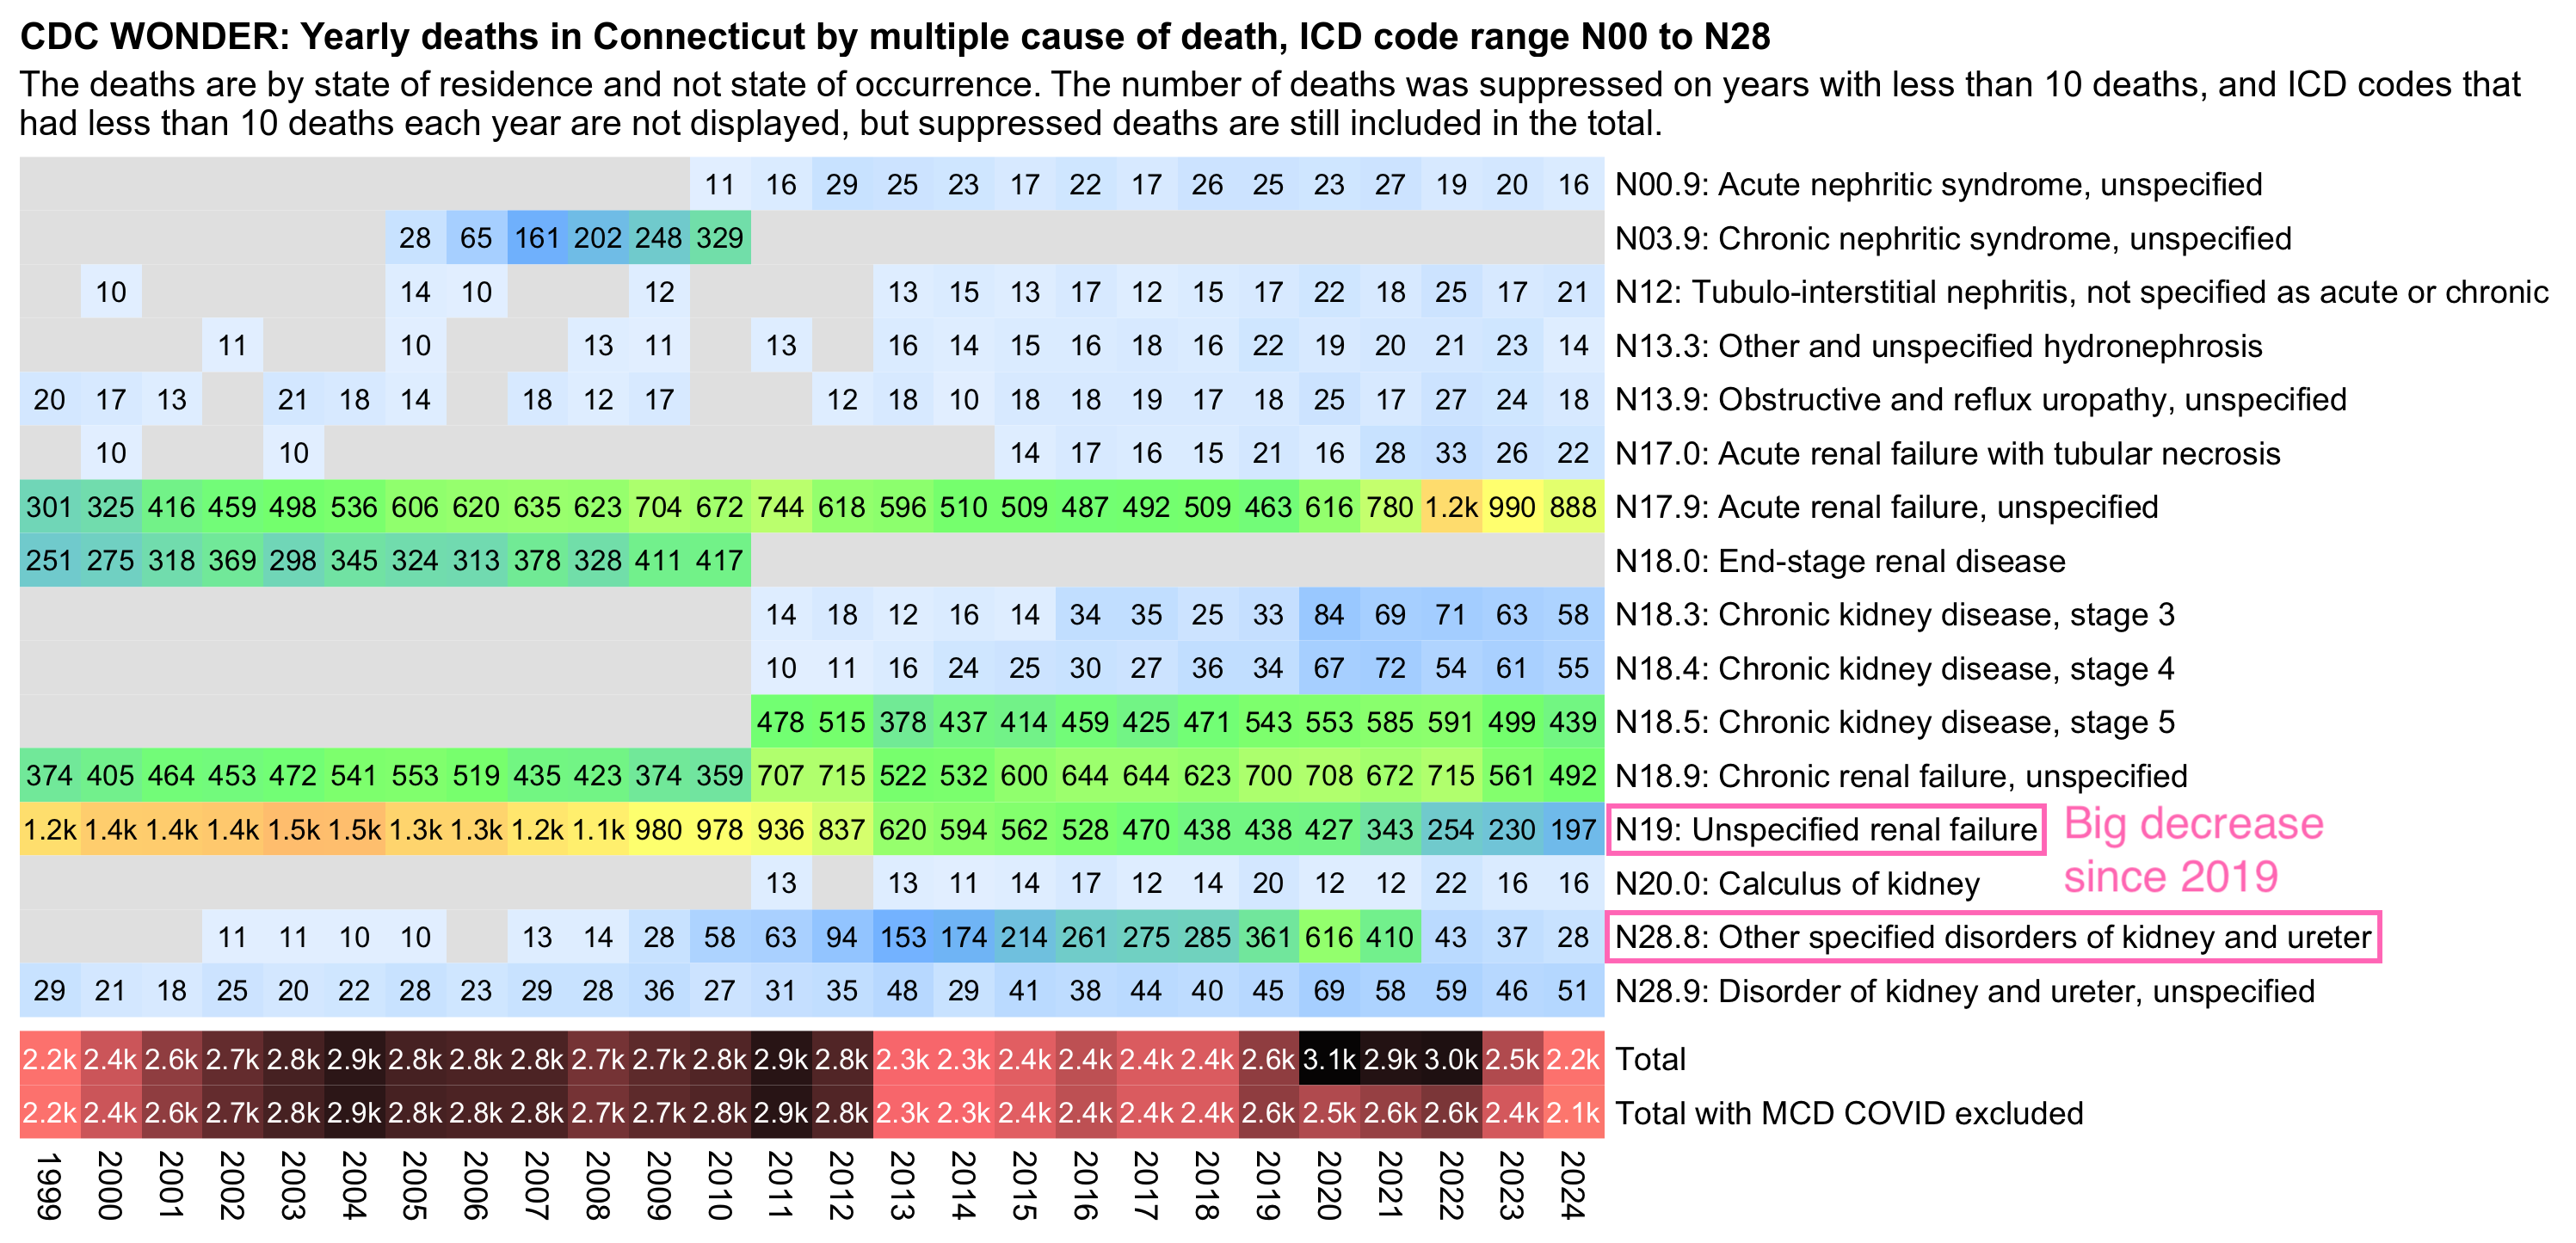 CDC WONDER: Yearly deaths in Connecticut by multiple cause of death, ICD code range N00 to N28
The deaths are by state of residence and not state of occurrence. The number of deaths was suppressed on years with less than 10 deaths, and ICD codes that
had less than 10 deaths each year are not displayed, but suppressed deaths are still included in the total.
11 16 29 25 23 17 22 17 26 25 23 27 19 20 16 N00.9: Acute nephritic syndrome, unspecified
28 65 161 202 248 329 N03.9: Chronic nephritic syndrome, unspecified
10 14 10 12 13 15 13 17 12 15 17 22 18 25 17 21 N12: Tubulo-interstitial nephritis, not specified as acute or chronic
11 10 13 11 13 16 14 15 16 18 16 22 19 20 21 23 14 N13.3: Other and unspecified hydronephrosis
20 17 13 21 18 14 18 12 17 12 18 10 18 18 19 17 18 25 17 27 24 18 N13.9: Obstructive and reflux uropathy, unspecified
10 10 14 17 16 15 21 16 28 33 26 22 N17.0: Acute renal failure with tubular necrosis
301 325 416 459 498 536 606 620 635 623 704 672 744 618 596 510 509 487 492 509 463 616 780 1.2k 990 888 N17.9: Acute renal failure, unspecified
251 275 318 369 298 345 324 313 378 328 411 417 N18.0: End-stage renal disease
14 18 12 16 14 34 35 25 33 84 69 71 63 58 N18.3: Chronic kidney disease, stage 3
10 11 16 24 25 30 27 36 34 67 72 54 61 55 N18.4: Chronic kidney disease, stage 4
478 515 378 437 414 459 425 471 543 553 585 591 499 439 N18.5: Chronic kidney disease, stage 5
374 405 464 453 472 541 553 519 435 423 374 359 707 715 522 532 600 644 644 623 700 708 672 715 561 492 N18.9: Chronic renal failure, unspecified
1.2k 1.4k 1.4k 1.4k 1.5k 1.5k 1.3k 1.3k 1.2k 1.1k 980 978 936 837 620 594 562 528 470 438 438 427 343 254 230 197 N19: Unspecified renal failure
Big decrease
since 2019
13 13 11 14 17 12 14 20 12 12 22 16 16 N20.0: Calculus of kidney
11 11 10 10 13 14 28 58 63 94 153 174 214 261 275 285 361 616 410 43 37 28 N28.8: Other specified disorders of kidney and ureter
29 21 18 25 20 22 28 23 29 28 36 27 31 35 48 29 41 38 44 40 45 69 58 59 46 51 N28.9: Disorder of kidney and ureter, unspecified
2.2k 2.4k 2.6k 2.7k 2.8k 2.9k 2.8k 2.8k 2.8k 2.7k 2.7k 2.8k 2.9k 2.8k 2.3k 2.3k 2.4k 2.4k 2.4k 2.4k 2.6k 3.1k 2.9k 3.0k 2.5k 2.2k Total
2.2k 2.4k 2.6k 2.7k 2.8k 2.9k 2.8k 2.8k 2.8k 2.7k 2.7k 2.8k 2.9k 2.8k 2.3k 2.3k 2.4k 2.4k 2.4k 2.4k 2.6k 2.5k 2.6k 2.6k 2.4k 2.1k Total with MCD COVID excluded
1999 2000 2001 2002 2003 2004 2005 2006 2007 2008 2009 2010 2011 2012 2013 2014 2015 2016 2017 2018 2019 2020 2021 2022 2023 2024